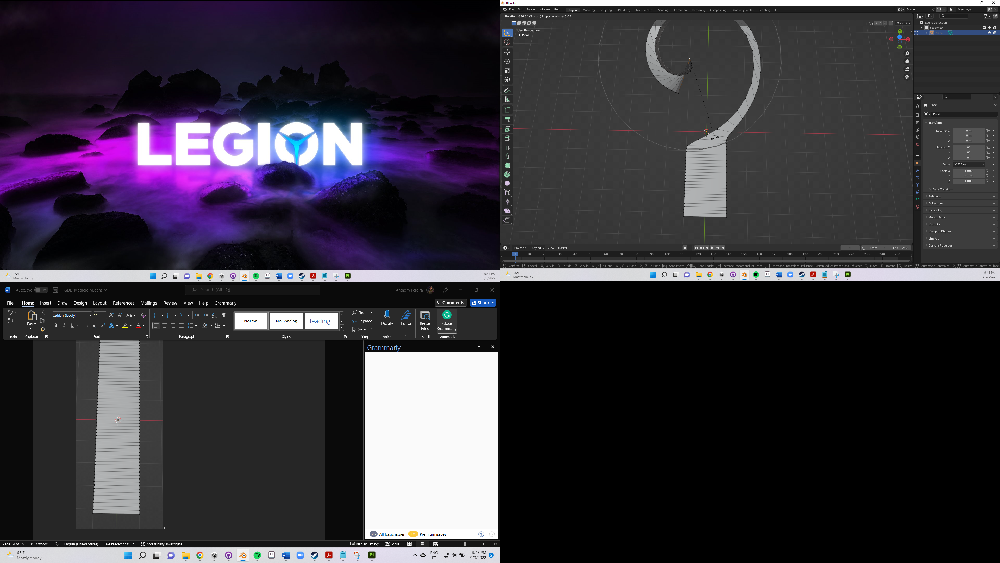 LEGION
65°F
Mostly cloudy
9:43 PM
9/9/2022
Blender
File Edit Render Window Help Layout Modeling Sculpting UV Editing Texture Paint Shading Animation Rendering Compositing Geometry Nodes Scripting +
Scene
ViewLayer
Rotation: -386.34 (Smooth) Proportional size: 5.05
X Y Z Options
User Perspective
(1) Plane
Y
Z
X
Scene Collection
Collection
Plane
Plane
Plane
Transform
Location X 0 m
Y 0 m
Z 0 m
Rotation X 0°
Y 0°
Z 0°
Mode XYZ Euler
Scale X 1.000
Y 4.175
Z 1.000
Delta Transform
Relations
Collections
Instancing
Motion Paths
Visibility
Viewport Display
Line Art
Custom Properties
Playback Keying View Marker
1 Start 1 End 250
1 10 20 30 40 50 60 70 80 90 100 110 120 130 140 150 160 170 180 190 200 210 220 230 240 250
Confirm Cancel X X Axis Y Y Axis Z Z Axis X X Plane Y Y Plane Z Z Plane Snap Invert Snap Toggle Increase Proportional Influence Decrease Proportional Influence MsPan: Adjust Proportional Influence G Move R Rotate S Resize Automatic Constraint Automatic Constraint Plane
65°F
Mostly cloudy
9:43 PM
9/9/2022
AutoSave Off GDD_MagicJellyBeans
Search (Alt+Q)
Anthony Pereira
File Home Insert Draw Design Layout References Mailings Review View Help Grammarly
Comments Share
Calibri (Body) 11
Paste
Normal
No Spacing
Heading 1
Find
Replace
Select
Dictate
Editor
Reuse
Files
Close
Grammarly
Undo Clipboard Font Paragraph Styles Editing Voice Editor Reuse Files Grammarly
Grammarly
r
25 All basic issues 179 Premium issues
Page 14 of 15 3467 words English (United States) Text Predictions: On Accessibility: Investigate
Display Settings Focus 110%
65°F
Mostly cloudy
ENG
PT
9:43 PM
9/9/2022
5